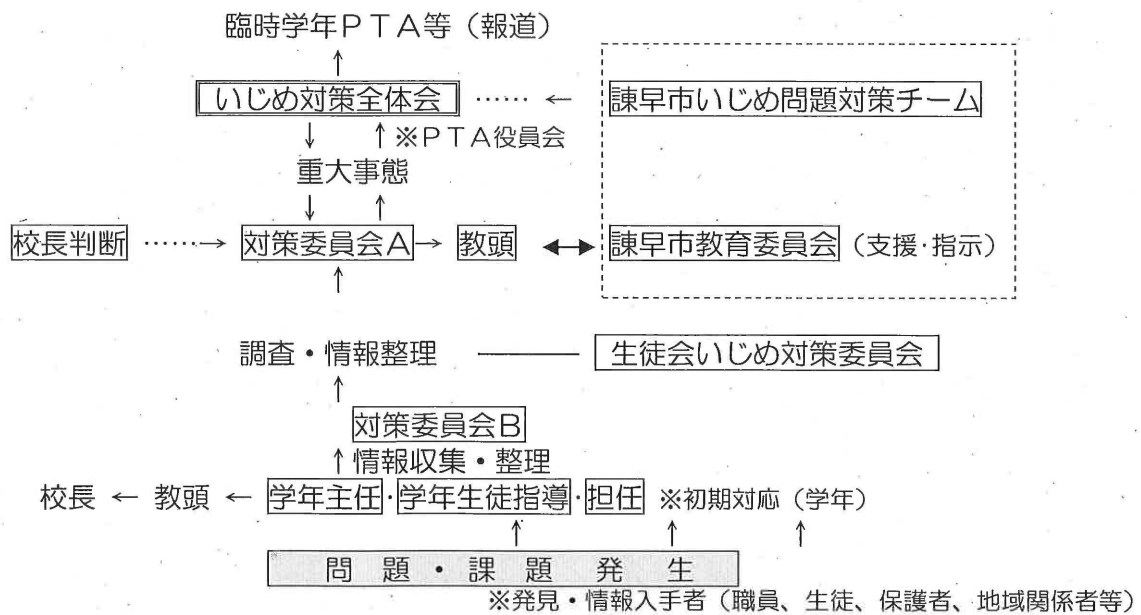 臨時学年PTA等（報道）
↑
いじめ対策全体会 …… ← 諫早市いじめ問題対策チーム
↓ ↑ ※PTA役員会
重大事態
↓ ↑
校長判断 ……→ 対策委員会A → 教頭 ↔ 諫早市教育委員会（支援・指示）
↑
調査・情報整理 生徒会いじめ対策委員会
↑
対策委員会B
↑ 情報収集・整理
校長 ← 教頭 ← 学年主任・学年生徒指導・担任 ※初期対応（学年）
↑ ↑ ↑
問題・課題発生
※発見・情報入手者（職員、生徒、保護者、地域関係者等）